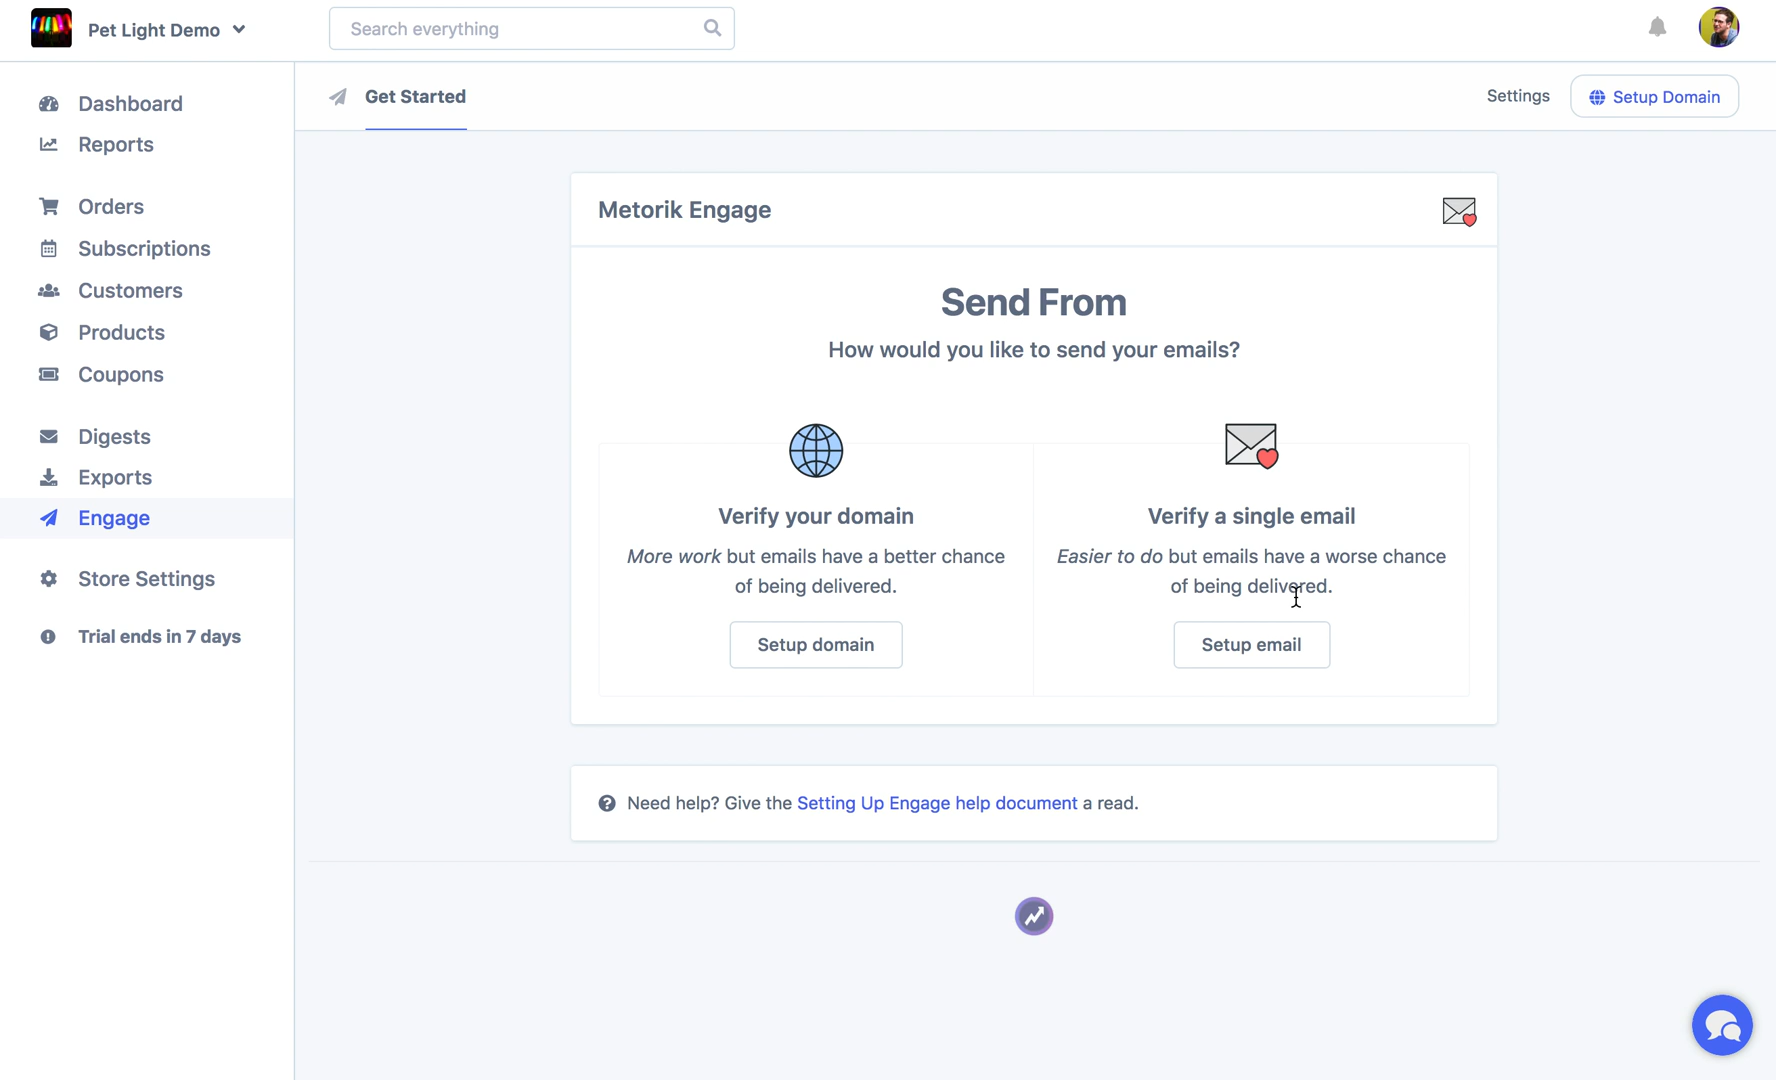 Pet Light Demo
Search everything
Dashboard
Reports
Orders
Subscriptions
Customers
Products
Coupons
Digests
Exports
Engage
Store Settings
Trial ends in 7 days
Get Started
Settings
Setup Domain
Metorik Engage
Send From
How would you like to send your emails?
Verify your domain
More work but emails have a better chance
of being delivered.
Setup domain
Verify a single email
Easier to do but emails have a worse chance
of being delivered.
Setup email
Need help? Give the Setting Up Engage help document a read.